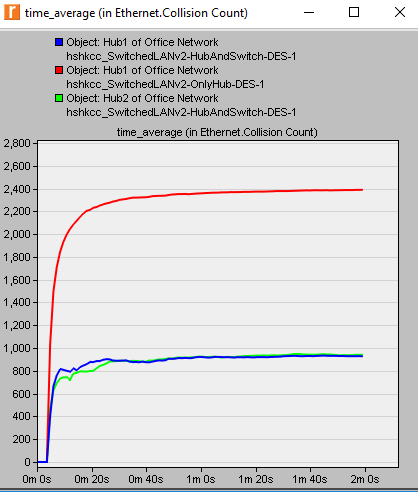 time_average (in Ethernet.Collision Count)
Object: Hub1 of Office Network
hshkcc_SwitchedLANv2-HubAndSwitch-DES-1
Object: Hub1 of Office Network
hshkcc_SwitchedLANv2-OnlyHub-DES-1
Object: Hub2 of Office Network
hshkcc_SwitchedLANv2-HubAndSwitch-DES-1
time_average (in Ethernet.Collision Count)
2,800
2,600
2,400
2,200
2,000
1,800
1,600
1,400
1,200
1,000
800
600
400
200
0
0m 0s 0m 20s 0m 40s 1m 0s 1m 20s 1m 40s 2m 0s